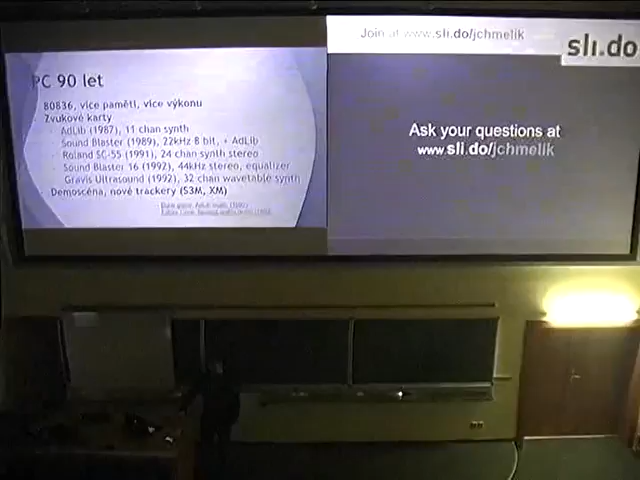 PC 90 let
80836, více paměti, více výkonu
Zvukové karty
AdLib (1987), 11 chan synth
Sound Blaster (1989), 22kHz 8 bit, + AdLib
Roland SC-55 (1991), 24 chan synth stereo
Sound Blaster 16 (1992), 44kHz stereo, equalizer
Gravis Ultrasound (1992), 32 chan wavetable synth
Demoscéna, nové trackery (S3M, XM)
Join at www.sli.do/jchmelik
sli.do
Ask your questions at
www.sli.do/jchmelik